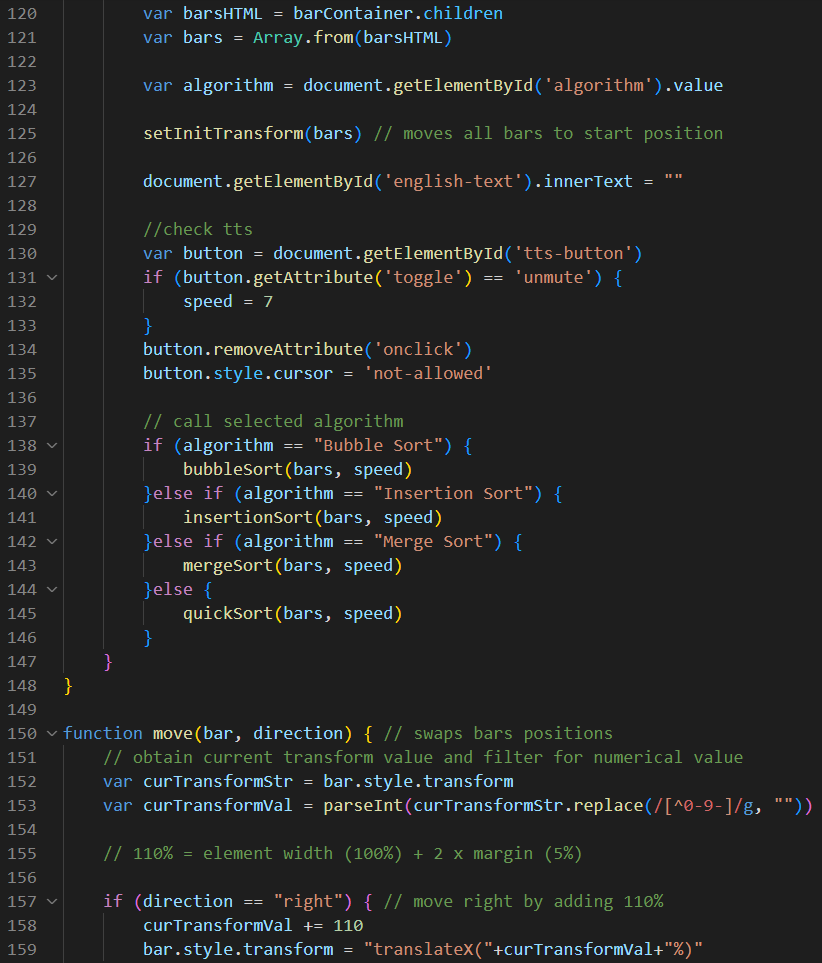 120 var barsHTML = barContainer.children
121 var bars = Array.from(barsHTML)
122
123 var algorithm = document.getElementById('algorithm').value
124
125 setInitTransform(bars) // moves all bars to start position
126
127 document.getElementById('english-text').innerText = ""
128
129 //check tts
130 var button = document.getElementById('tts-button')
131 if (button.getAttribute('toggle') == 'unmute') {
132 speed = 7
133 }
134 button.removeAttribute('onclick')
135 button.style.cursor = 'not-allowed'
136
137 // call selected algorithm
138 if (algorithm == "Bubble Sort") {
139 bubbleSort(bars, speed)
140 }else if (algorithm == "Insertion Sort") {
141 insertionSort(bars, speed)
142 }else if (algorithm == "Merge Sort") {
143 mergeSort(bars, speed)
144 }else {
145 quickSort(bars, speed)
146 }
147 }
148 }
149
150 function move(bar, direction) { // swaps bars positions
151 // obtain current transform value and filter for numerical value
152 var curTransformStr = bar.style.transform
153 var curTransformVal = parseInt(curTransformStr.replace(/[^0-9-]/g, ""))
154
155 // 110% = element width (100%) + 2 x margin (5%)
156
157 if (direction == "right") { // move right by adding 110%
158 curTransformVal += 110
159 bar.style.transform = "translateX("+curTransformVal+"%)"